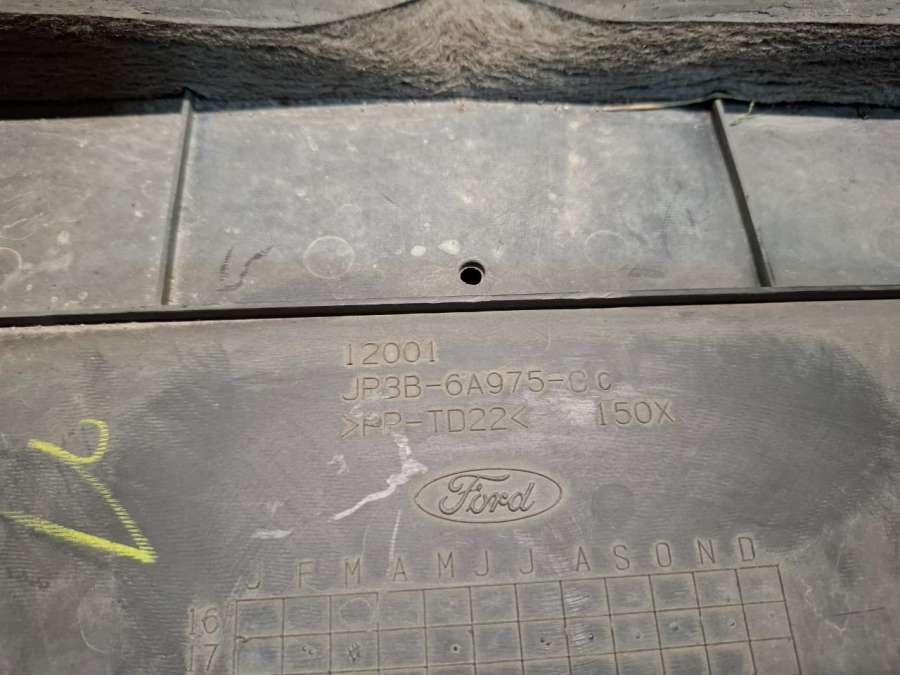 12001
JP3B-6A975-CC
>PP-TD22< 150X
Ford
J F M A M J J A S O N D
16
17